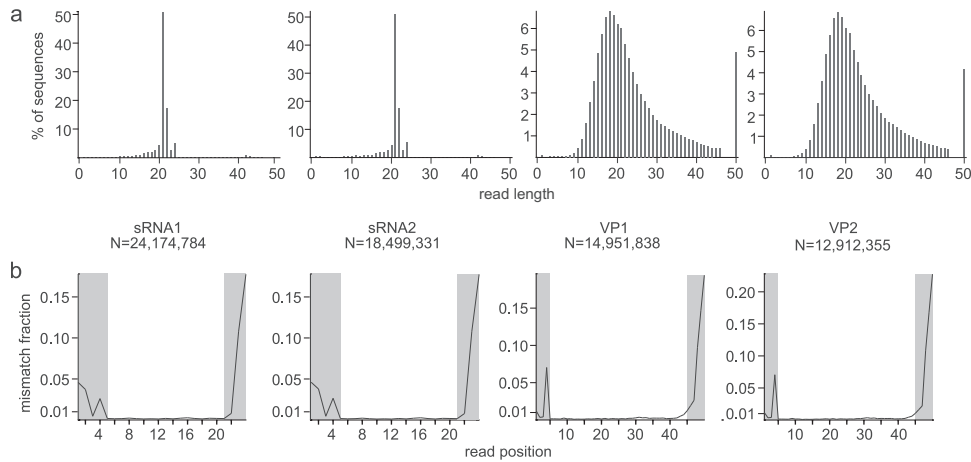 a
% of sequences
50
40
30
20
10
0 10 20 30 40 50
50
40
30
20
10
0 10 20 30 40 50
6
5
4
3
2
1
0 10 20 30 40 50
6
5
4
3
2
1
0 10 20 30 40 50
read length
sRNA1
N=24,174,784
sRNA2
N=18,499,331
VP1
N=14,951,838
VP2
N=12,912,355
b
mismatch fraction
0.15
0.10
0.05
0.01
4 8 12 16 20
0.15
0.10
0.05
0.01
4 8 12 16 20
0.15
0.10
0.05
0.01
10 20 30 40
0.20
0.15
0.10
0.05
0.01
10 20 30 40
read position